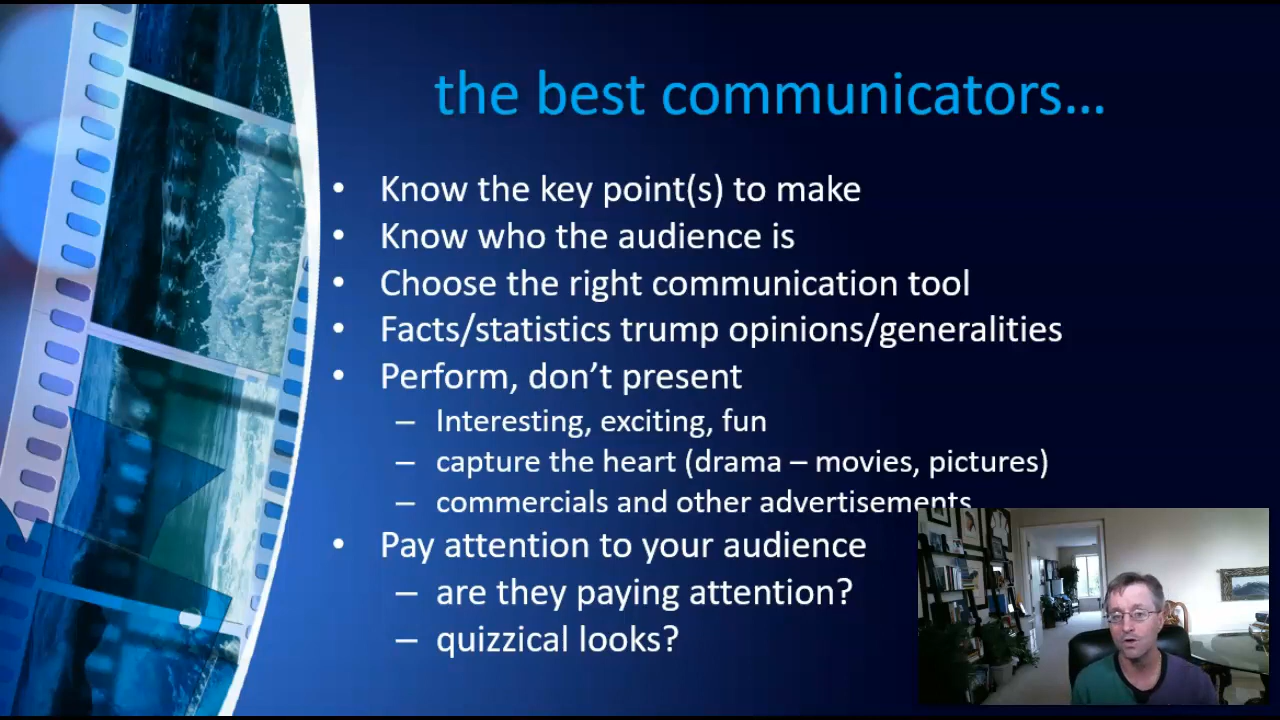 the best communicators…
• Know the key point(s) to make
• Know who the audience is
• Choose the right communication tool
• Facts/statistics trump opinions/generalities
• Perform, don’t present
– Interesting, exciting, fun
– capture the heart (drama – movies, pictures)
– commercials and other advertisements
• Pay attention to your audience
– are they paying attention?
– quizzical looks?